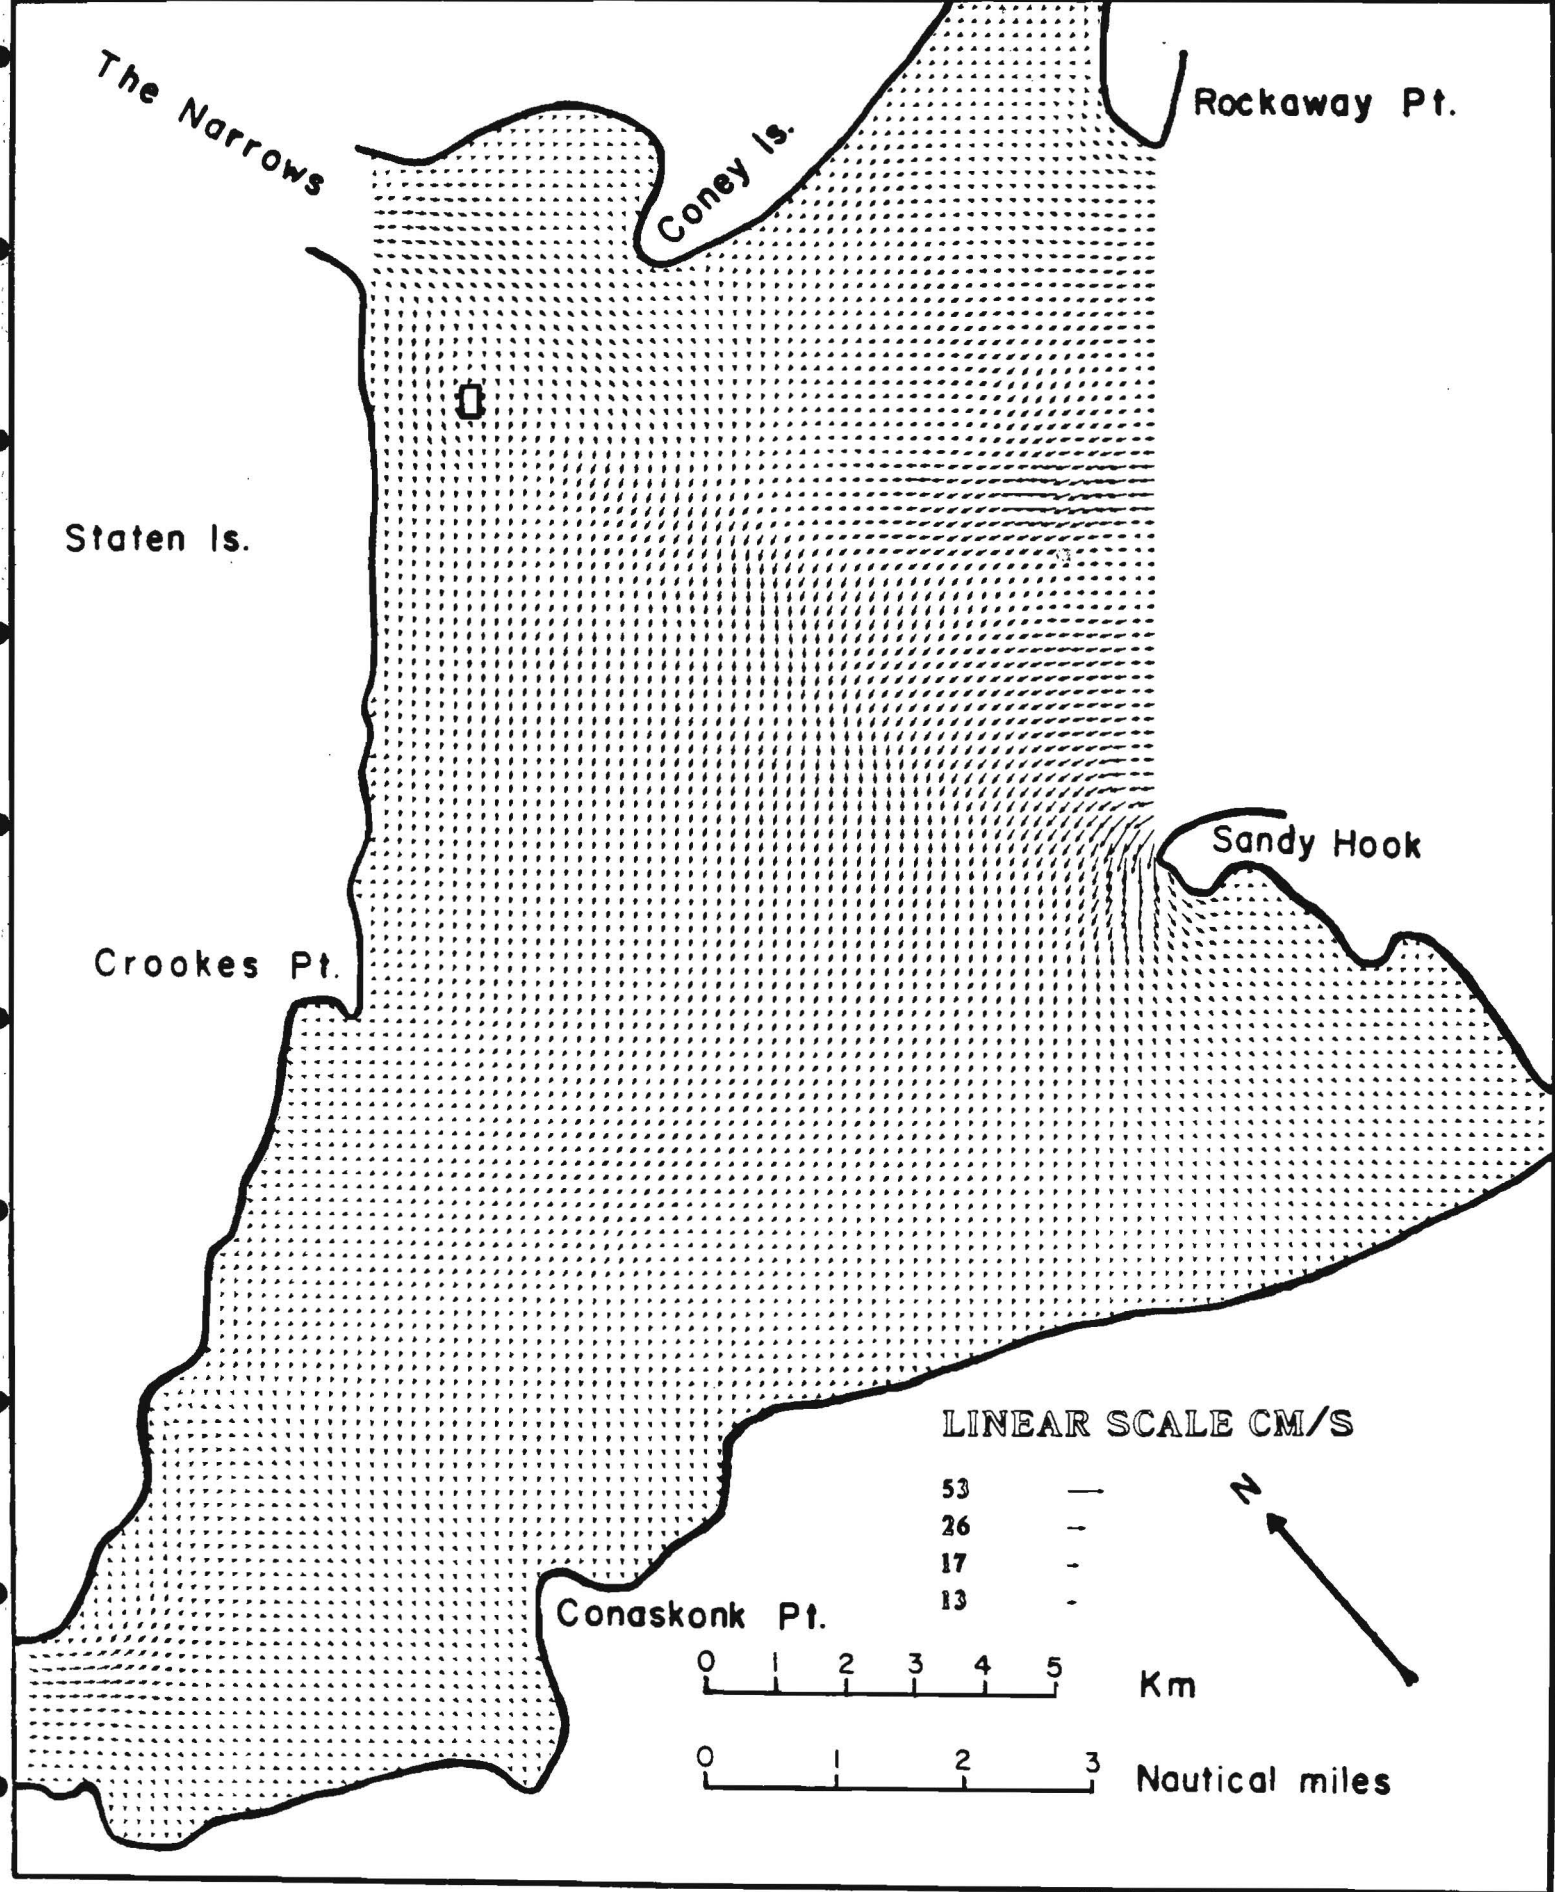 The Narrows
Coney Is.
Rockaway Pt.
Staten Is.
Sandy Hook
Crookes Pt.
LINEAR SCALE CM/S
53
26
17
13
N
Conaskonk Pt.
0 1 2 3 4 5
Km
0 1 2 3
Nautical miles